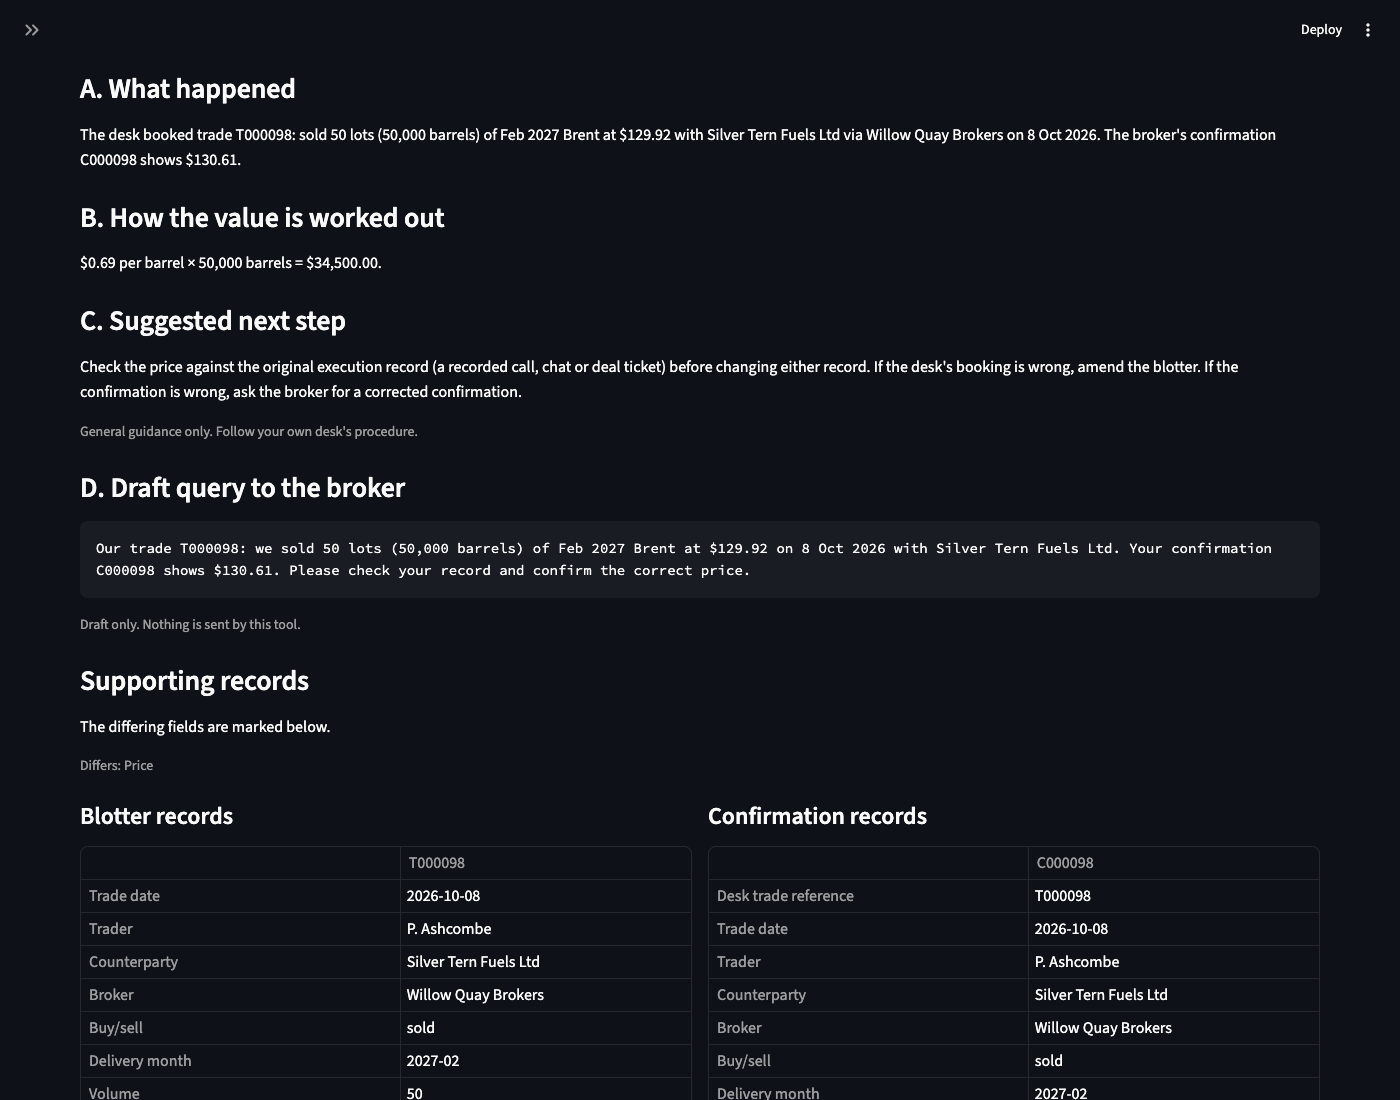 Deploy
A. What happened
The desk booked trade T000098: sold 50 lots (50,000 barrels) of Feb 2027 Brent at $129.92 with Silver Tern Fuels Ltd via Willow Quay Brokers on 8 Oct 2026. The broker's confirmation
C000098 shows $130.61.
B. How the value is worked out
$0.69 per barrel × 50,000 barrels = $34,500.00.
C. Suggested next step
Check the price against the original execution record (a recorded call, chat or deal ticket) before changing either record. If the desk's booking is wrong, amend the blotter. If the
confirmation is wrong, ask the broker for a corrected confirmation.
General guidance only. Follow your own desk's procedure.
D. Draft query to the broker
Our trade T000098: we sold 50 lots (50,000 barrels) of Feb 2027 Brent at $129.92 on 8 Oct 2026 with Silver Tern Fuels Ltd. Your confirmation
C000098 shows $130.61. Please check your record and confirm the correct price.
Draft only. Nothing is sent by this tool.
Supporting records
The differing fields are marked below.
Differs: Price
Blotter records
T000098
Trade date 2026-10-08
Trader P. Ashcombe
Counterparty Silver Tern Fuels Ltd
Broker Willow Quay Brokers
Buy/sell sold
Delivery month 2027-02
Volume 50
Confirmation records
C000098
Desk trade reference T000098
Trade date 2026-10-08
Trader P. Ashcombe
Counterparty Silver Tern Fuels Ltd
Broker Willow Quay Brokers
Buy/sell sold
Delivery month 2027-02